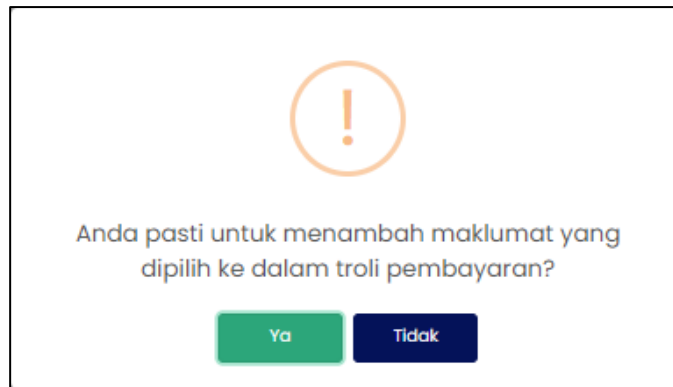 !
Anda pasti untuk menambah maklumat yang
dipilih ke dalam troli pembayaran?
Ya
Tidak